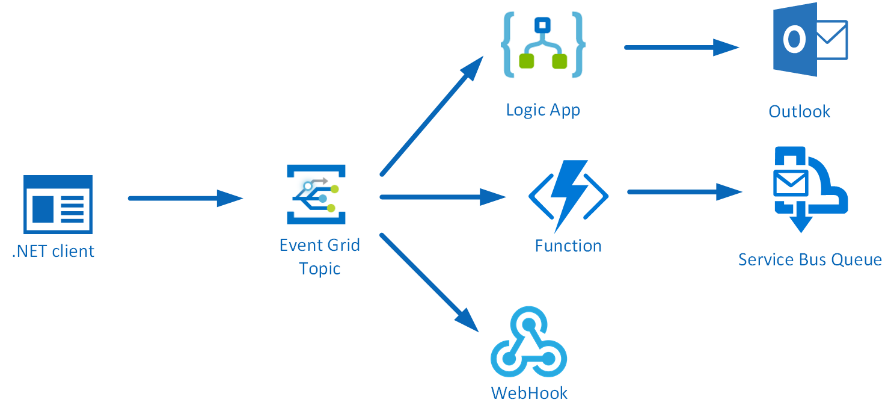 Logic App
Outlook
.NET client
Event Grid
Topic
Function
Service Bus Queue
WebHook